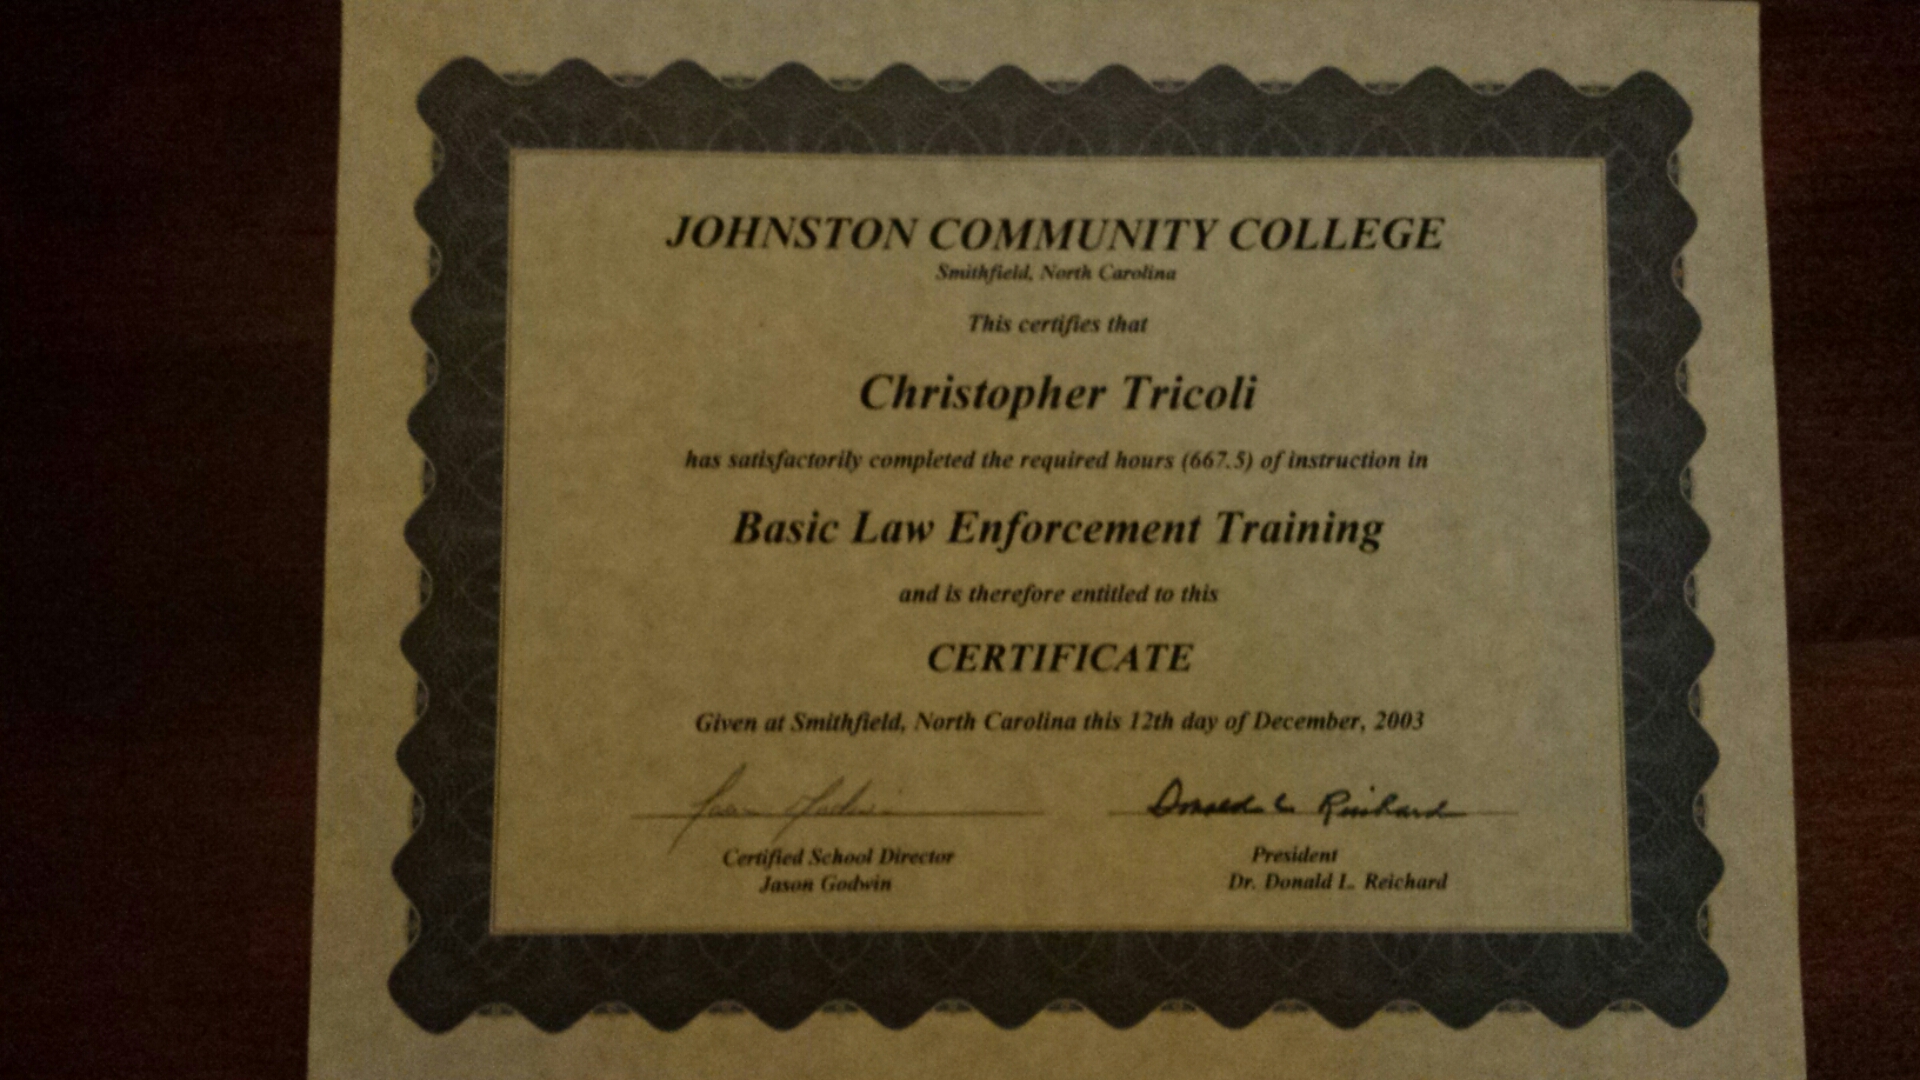 JOHNSTON COMMUNITY COLLEGE
Smithfield, North Carolina
This certifies that
Christopher Tricoli
has satisfactorily completed the required hours (667.5) of instruction in
Basic Law Enforcement Training
and is therefore entitled to this
CERTIFICATE
Given at Smithfield, North Carolina this 12th day of December, 2003
Jason Godwin Donald L. Reichard
Certified School Director President
Jason Godwin Dr. Donald L. Reichard